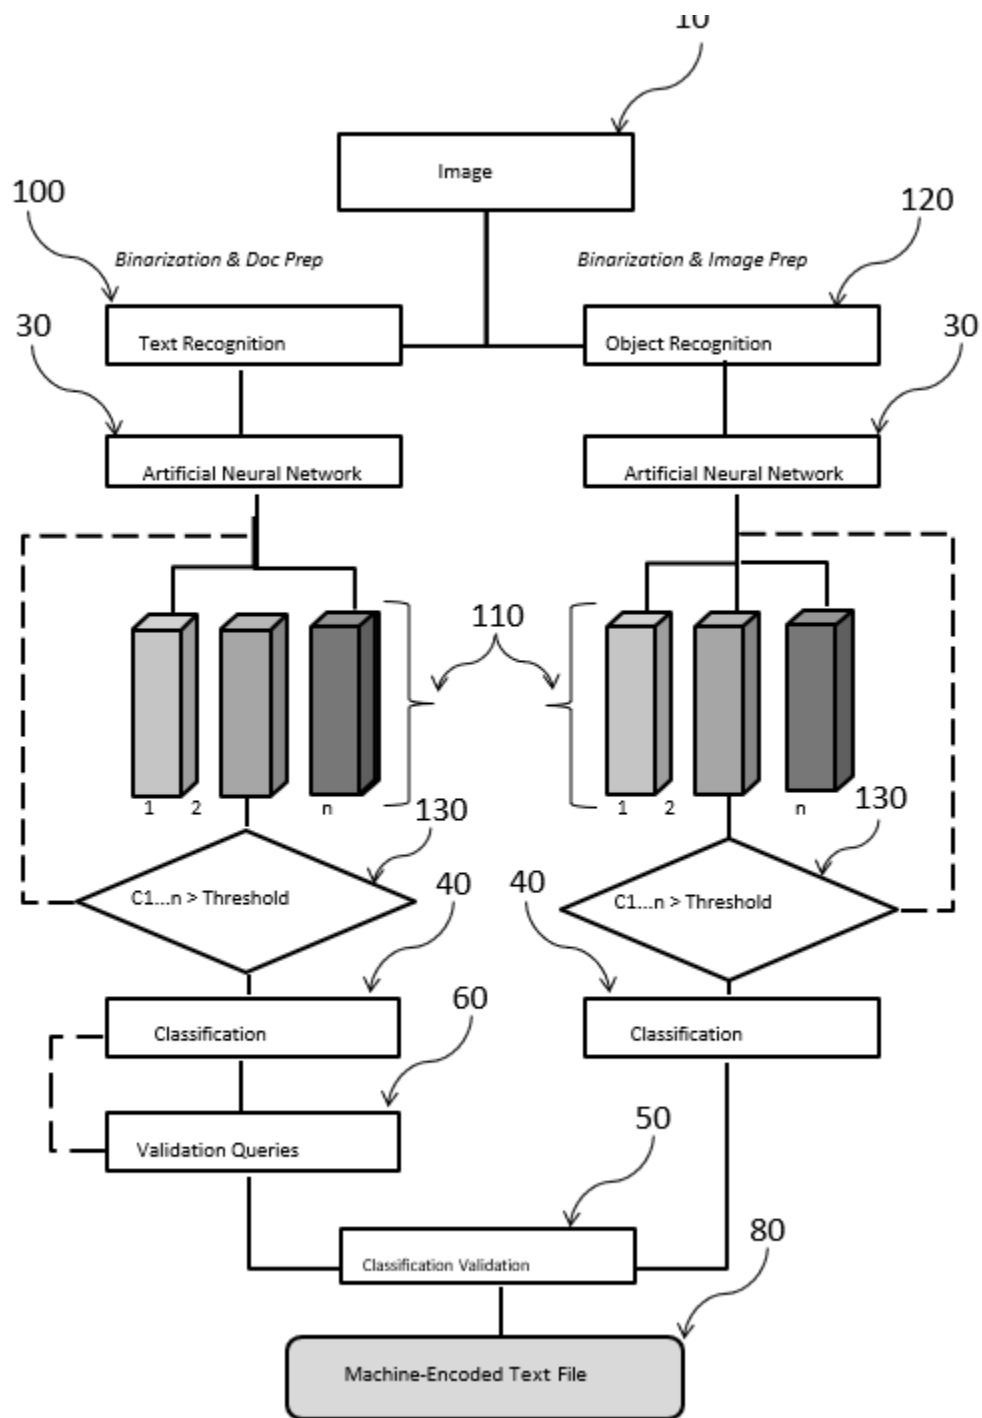 10
Image
100
120
Binarization & Doc Prep
Binarization & Image Prep
30
Text Recognition
Object Recognition
30
Artificial Neural Network
Artificial Neural Network
110
1 2 n
1 2 n
130
130
C1...n > Threshold
C1...n > Threshold
40
40
60
Classification
Classification
Validation Queries
50
Classification Validation
80
Machine-Encoded Text File